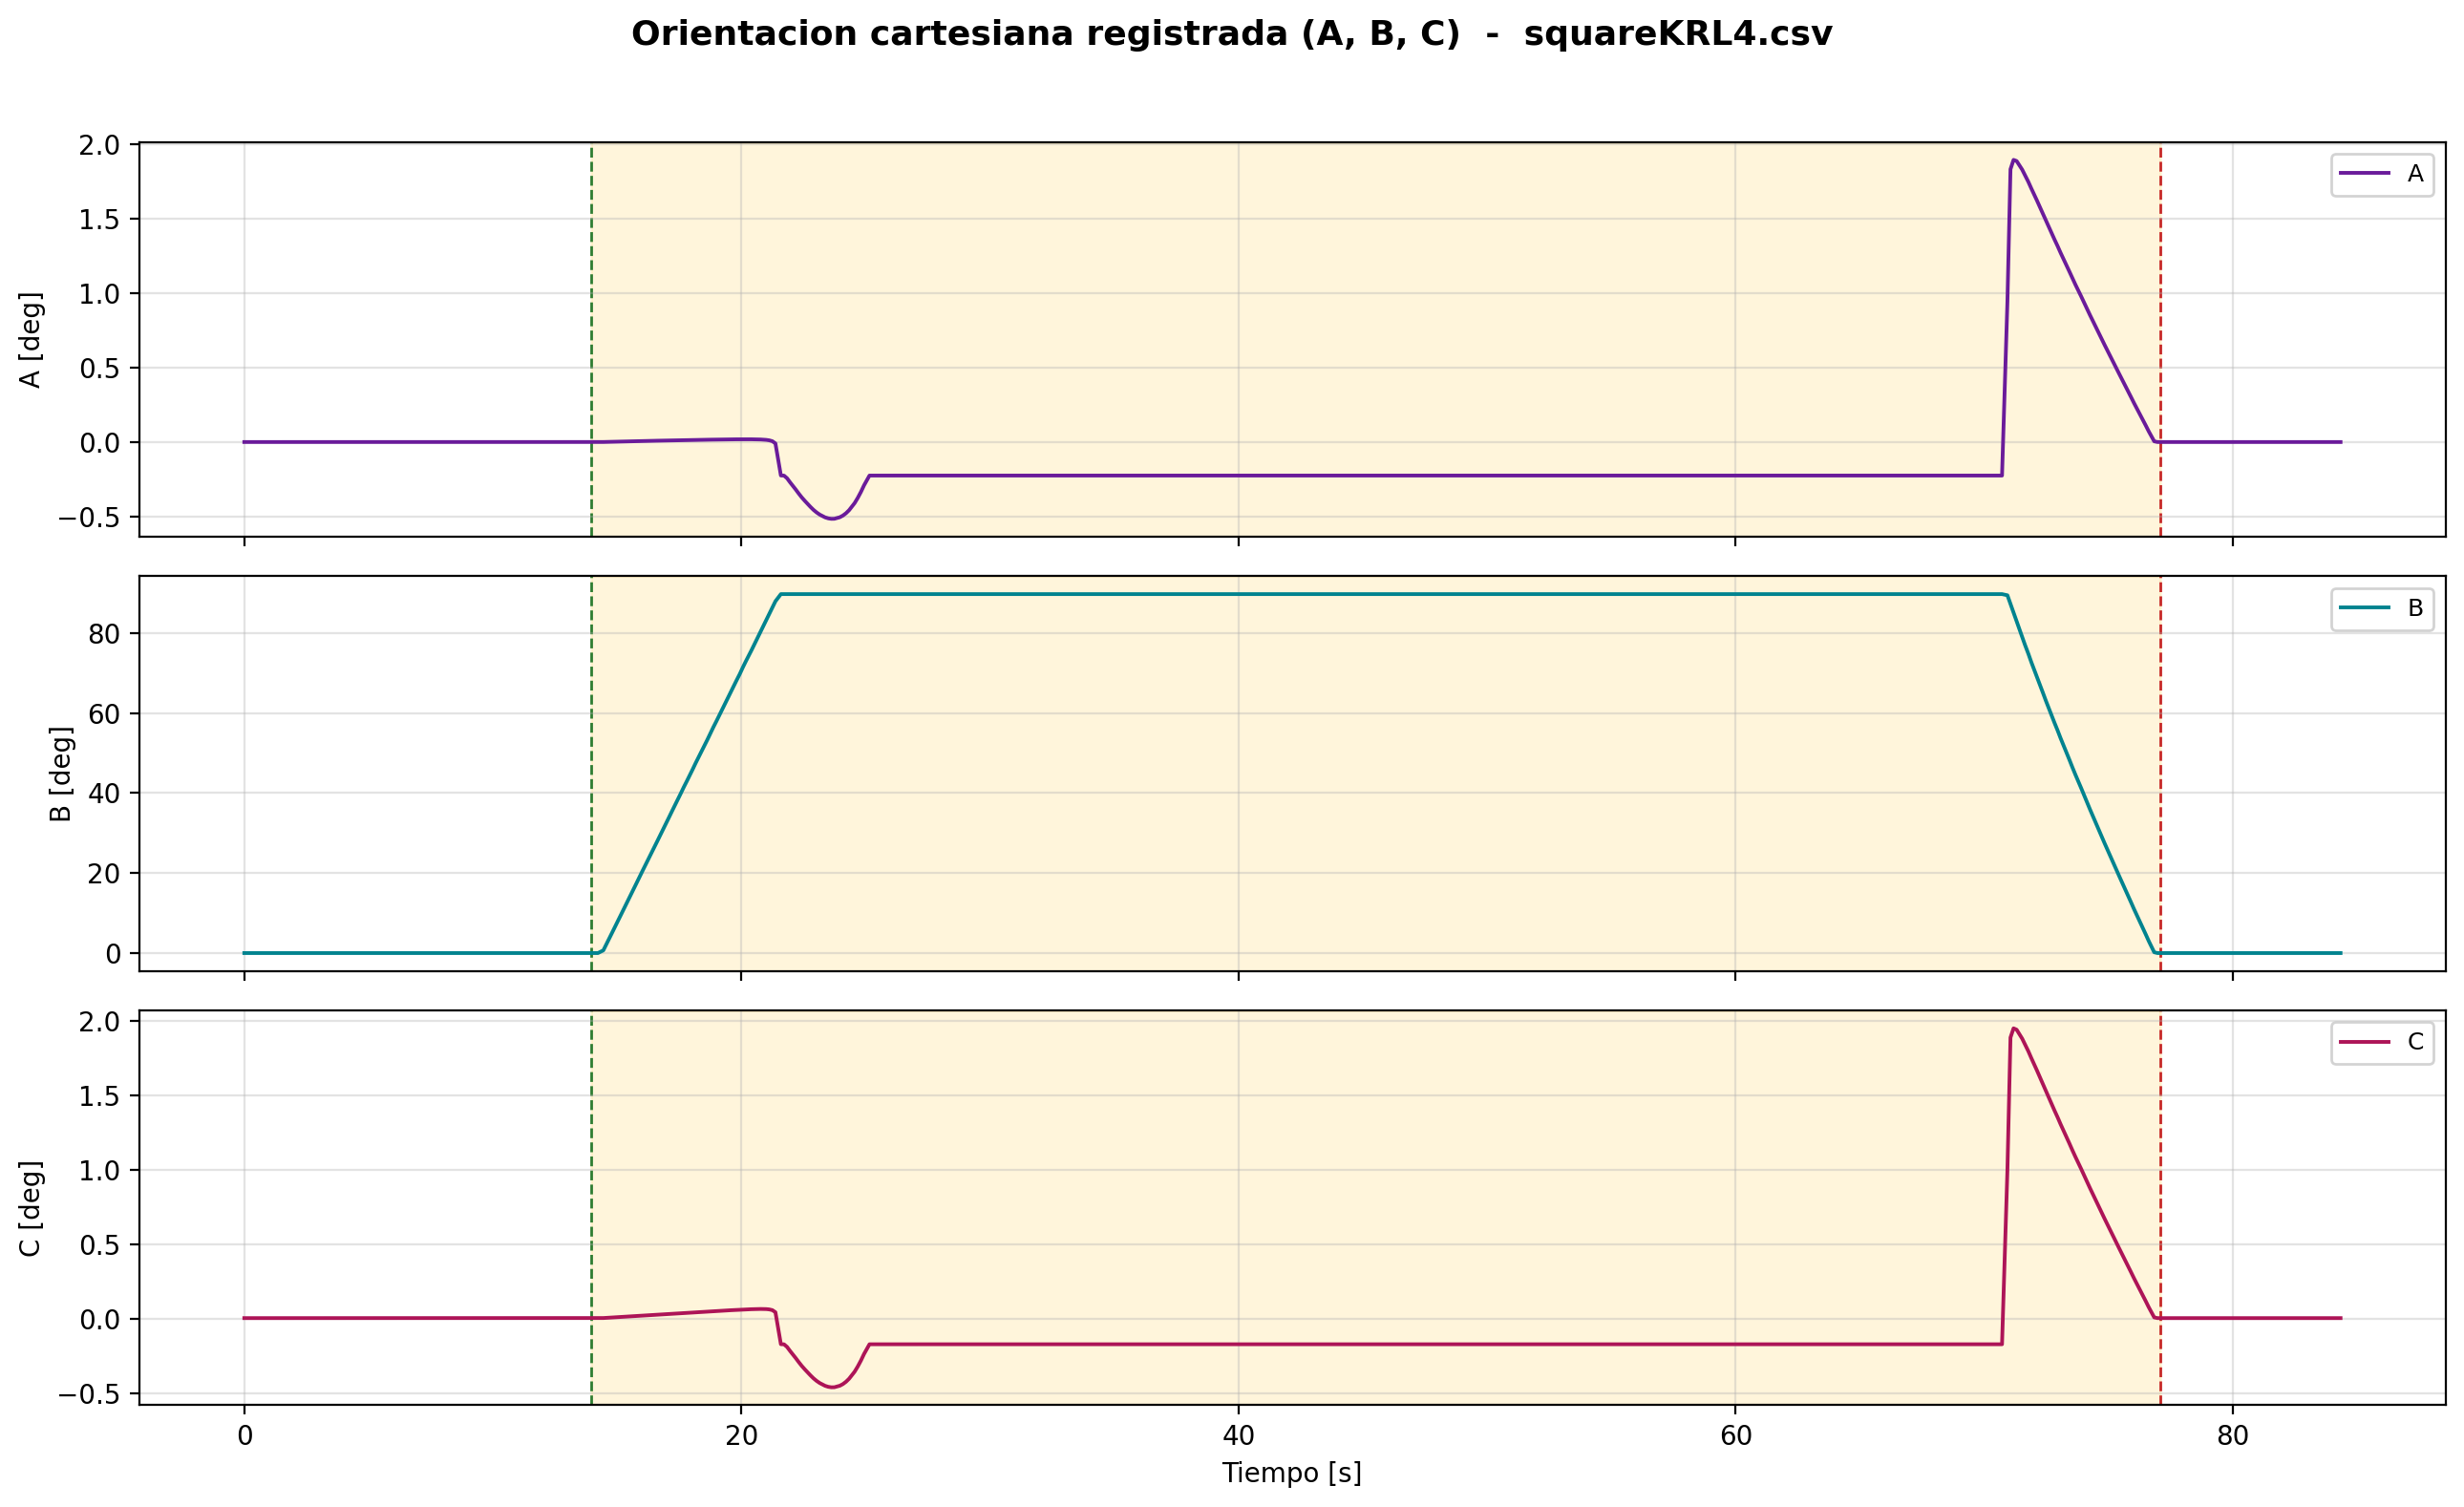 Orientacion cartesiana registrada (A, B, C)  -  squareKRL4.csv
2.0
1.5
1.0
0.5
0.0
−0.5
A [deg]
A
80
60
40
20
0
B [deg]
B
2.0
1.5
1.0
0.5
0.0
−0.5
C [deg]
C
0 20 40 60 80
Tiempo [s]